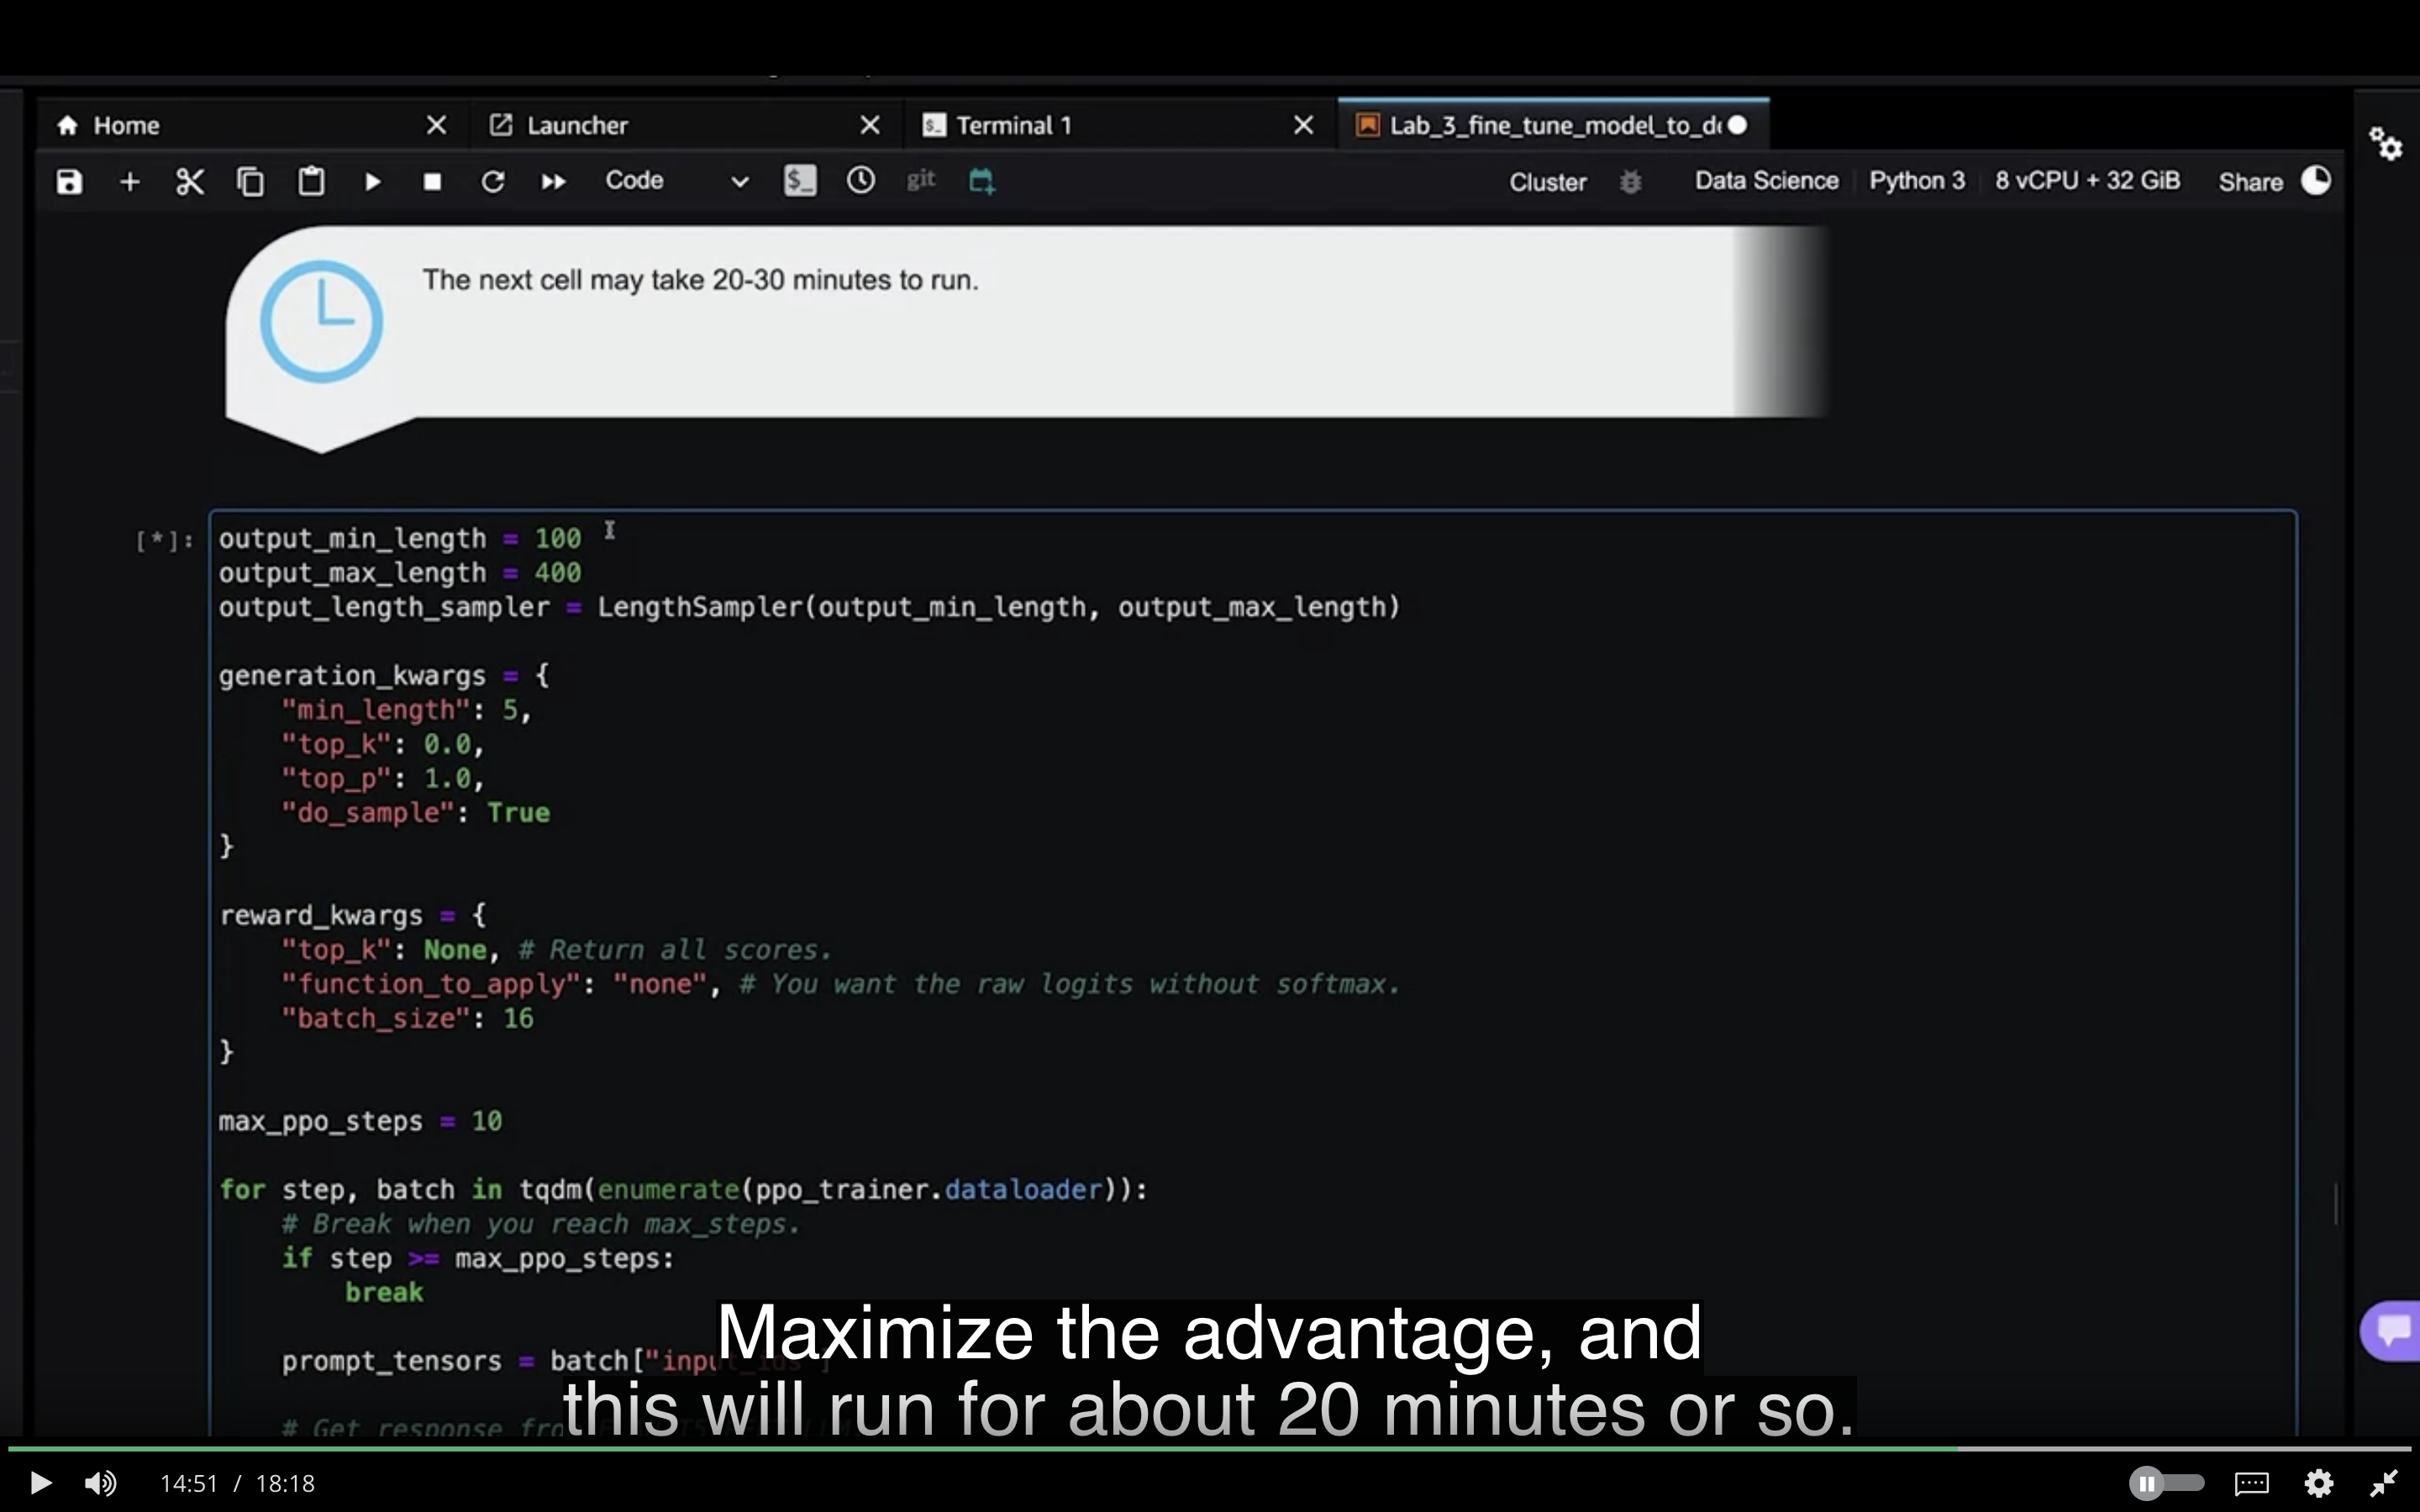 Home
Launcher
Terminal 1
Lab_3_fine_tune_model_to_d
Code
git
Cluster
Data Science
Python 3
8 vCPU + 32 GiB
Share
The next cell may take 20-30 minutes to run.
[*]:
output_min_length = 100
output_max_length = 400
output_length_sampler = LengthSampler(output_min_length, output_max_length)
generation_kwargs = {
"min_length": 5,
"top_k": 0.0,
"top_p": 1.0,
"do_sample": True
}
reward_kwargs = {
"top_k": None, # Return all scores.
"function_to_apply": "none", # You want the raw logits without softmax.
"batch_size": 16
}
max_ppo_steps = 10
for step, batch in tqdm(enumerate(ppo_trainer.dataloader)):
# Break when you reach max_steps.
if step >= max_ppo_steps:
break
prompt_tensors = batch["input_ids"]
# Get response
Maximize the advantage, and
this will run for about 20 minutes or so.
14:51 / 18:18